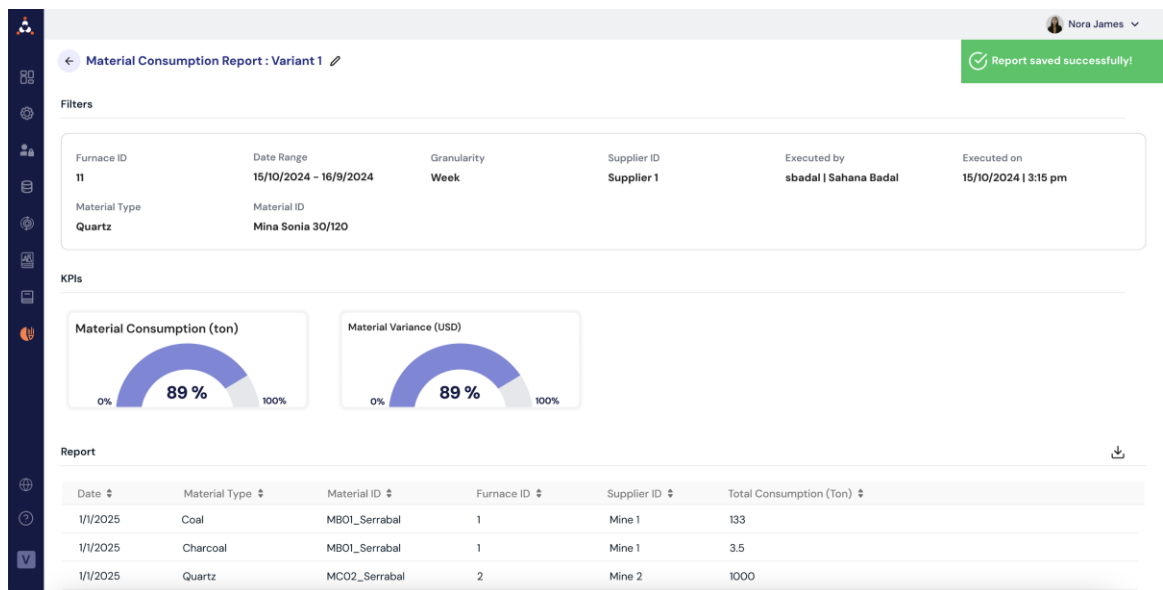 Nora James
Material Consumption Report : Variant 1
Report saved successfully!
Filters
Furnace ID Date Range Granularity Supplier ID Executed by Executed on
11 15/10/2024 - 16/9/2024 Week Supplier 1 sbadal | Sahana Badal 15/10/2024 | 3:15 pm
Material Type Material ID
Quartz Mina Sonia 30/120
KPIs
Material Consumption (ton) Material Variance (USD)
0% 89 % 100% 0% 89 % 100%
Report
Date Material Type Material ID Furnace ID Supplier ID Total Consumption (Ton)
1/1/2025 Coal MB01_Serrabal 1 Mine 1 133
1/1/2025 Charcoal MB01_Serrabal 1 Mine 1 3.5
1/1/2025 Quartz MC02_Serrabal 2 Mine 2 1000
V